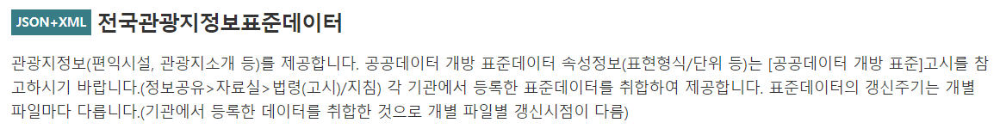 JSON+XML 전국관광지정보표준데이터
관광지정보(편익시설, 관광지소개 등)를 제공합니다. 공공데이터 개방 표준데이터 속성정보(표현형식/단위 등)는 [공공데이터 개방 표준]고시를 참
고하시기 바랍니다.(정보공유>자료실>법령(고시)/지침) 각 기관에서 등록한 표준데이터를 취합하여 제공합니다. 표준데이터의 갱신주기는 개별
파일마다 다릅니다.(기관에서 등록한 데이터를 취합한 것으로 개별 파일별 갱신시점이 다름)